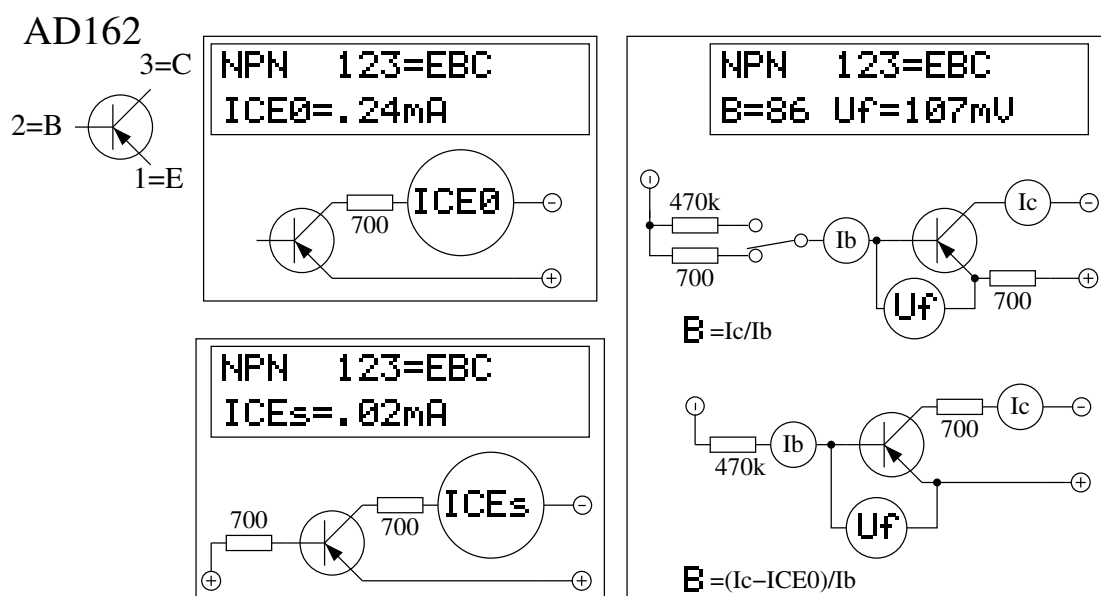 AD162
3=C
2=B
1=E
NPN 123=EBC
ICE0=.24mA
ICE0
700
−
+
NPN 123=EBC
ICEs=.02mA
ICEs
700
700
−
+
+
NPN 123=EBC
B=86 Uf=107mV
−
470k
700
Ib
Ic
−
+
700
Uf
B=Ic/Ib
−
470k
Ib
700
Ic
−
+
Uf
B=(Ic−ICE0)/Ib